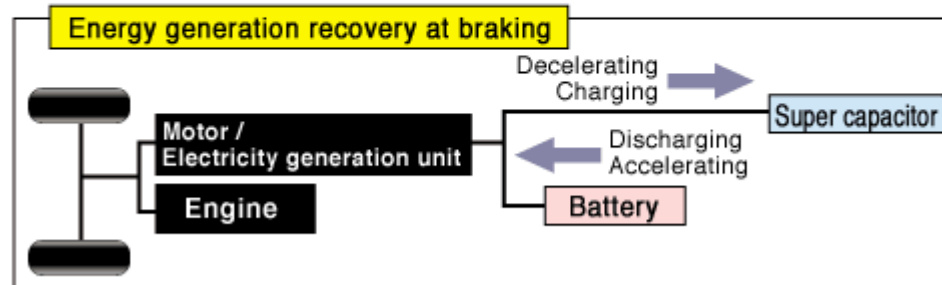 Energy generation recovery at braking
Decelerating
Charging
Super capacitor
Motor /
Electricity generation unit
Discharging
Accelerating
Engine
Battery